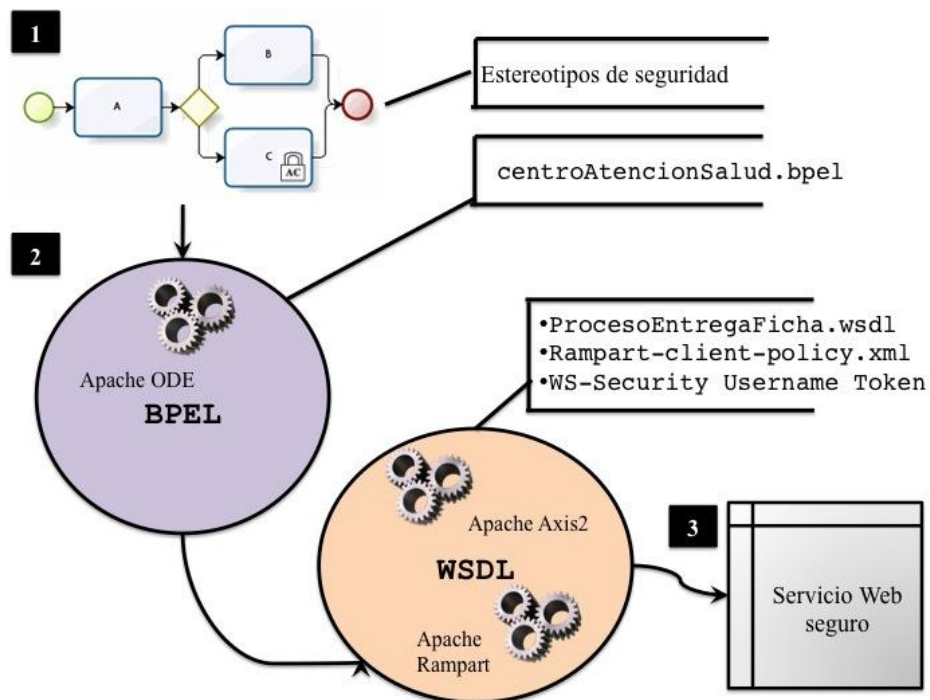 1
A
B
C
AC
Estereotipos de seguridad
centroAtencionSalud.bpel
2
Apache ODE
BPEL
•ProcesoEntregaFicha.wsdl
•Rampart-client-policy.xml
•WS-Security Username Token
Apache Axis2
WSDL
Apache
Rampart
3
Servicio Web
seguro